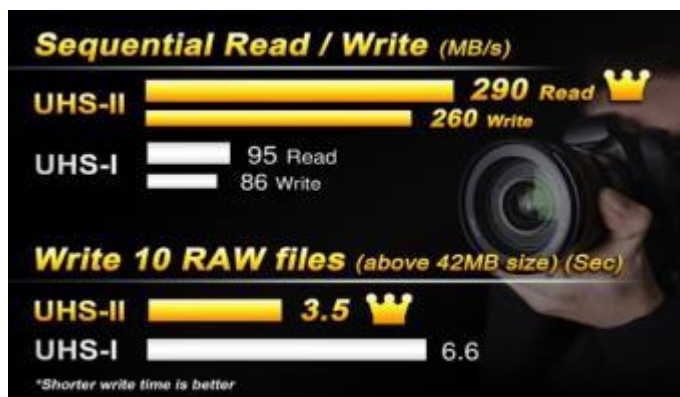 Sequential Read / Write (MB/s)
UHS-II 290 Read
260 Write
UHS-I 95 Read
86 Write
Write 10 RAW files (above 42MB size) (Sec)
UHS-II 3.5
UHS-I 6.6
*Shorter write time is better